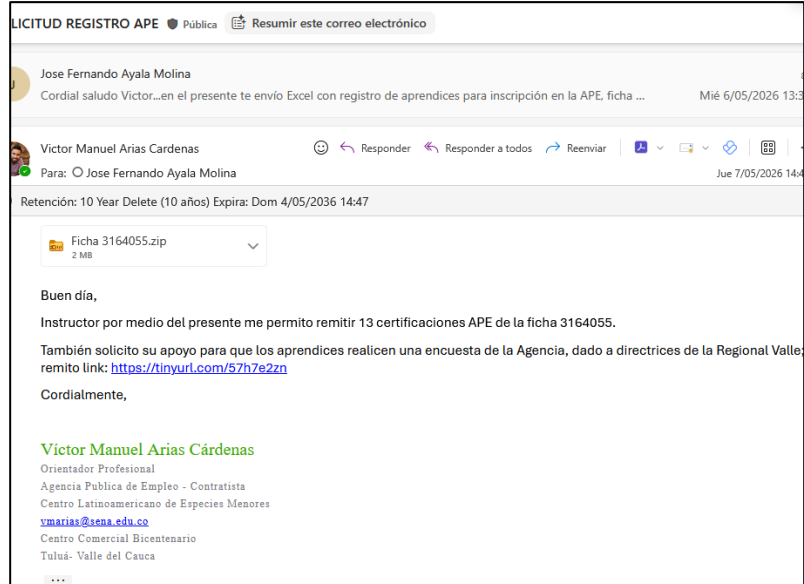 LICITUD REGISTRO APE Pública Resumir este correo electrónico
Jose Fernando Ayala Molina
Cordial saludo Victor...en el presente te envío Excel con registro de aprendices para inscripción en la APE, ficha ... Mié 6/05/2026 13:3
Victor Manuel Arias Cardenas Responder Responder a todos Reenviar
Para: Jose Fernando Ayala Molina Jue 7/05/2026 14:4
Retención: 10 Year Delete (10 años) Expira: Dom 4/05/2036 14:47
Ficha 3164055.zip
2 MB
Buen día,
Instructor por medio del presente me permito remitir 13 certificaciones APE de la ficha 3164055.
También solicito su apoyo para que los aprendices realicen una encuesta de la Agencia, dado a directrices de la Regional Valle;
remito link: https://tinyurl.com/57h7e2zn
Cordialmente,
Víctor Manuel Arias Cárdenas
Orientador Profesional
Agencia Publica de Empleo - Contratista
Centro Latinoamericano de Especies Menores
vmarias@sena.edu.co
Centro Comercial Bicentenario
Tuluá- Valle del Cauca
...